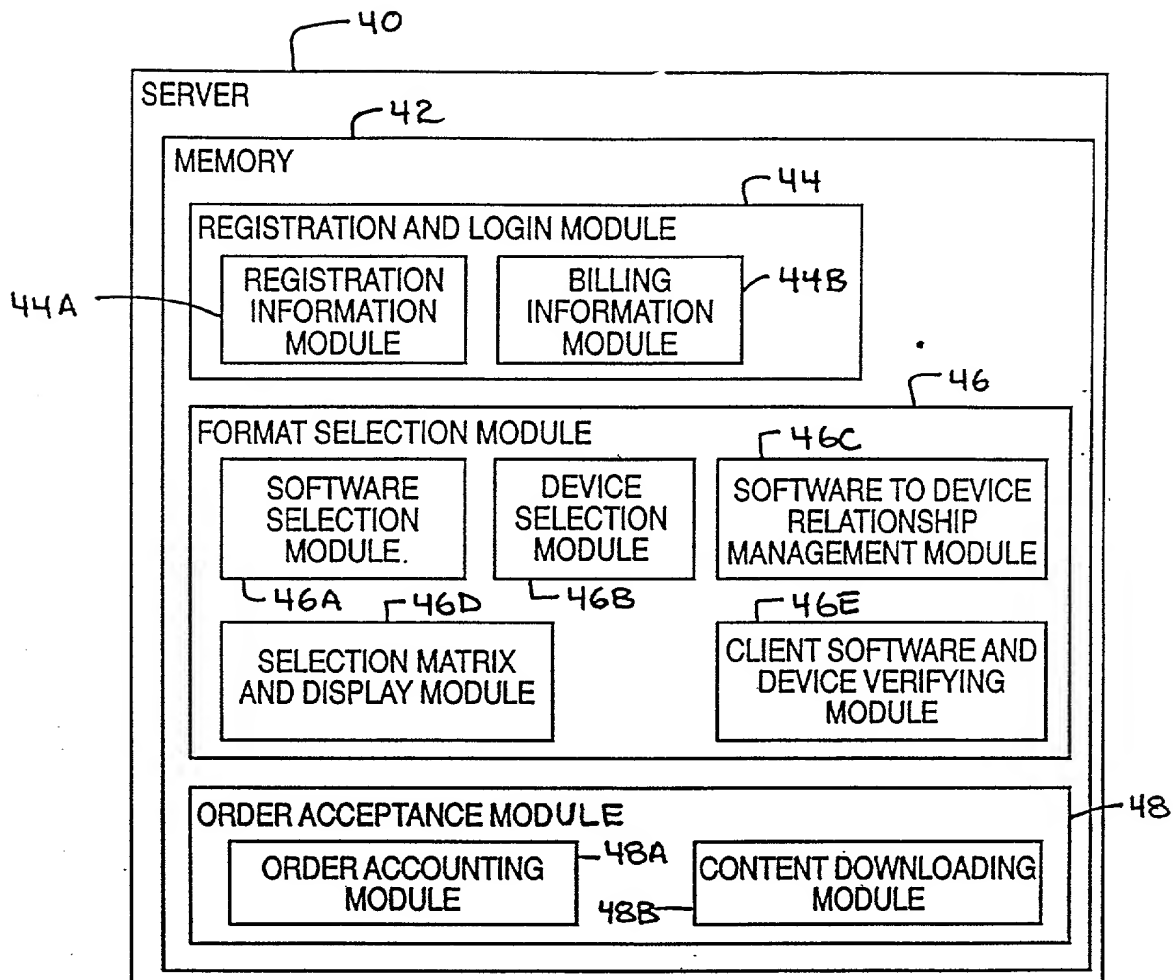 40
SERVER
42
MEMORY
44
REGISTRATION AND LOGIN MODULE
44A
REGISTRATION
INFORMATION
MODULE
BILLING
INFORMATION
MODULE
44B
46
FORMAT SELECTION MODULE
46C
SOFTWARE
SELECTION
MODULE.
DEVICE
SELECTION
MODULE
SOFTWARE TO DEVICE
RELATIONSHIP
MANAGEMENT MODULE
46A
46D
46B
46E
SELECTION MATRIX
AND DISPLAY MODULE
CLIENT SOFTWARE AND
DEVICE VERIFYING
MODULE
ORDER ACCEPTANCE MODULE
48
ORDER ACCOUNTING
MODULE
48A
48B
CONTENT DOWNLOADING
MODULE